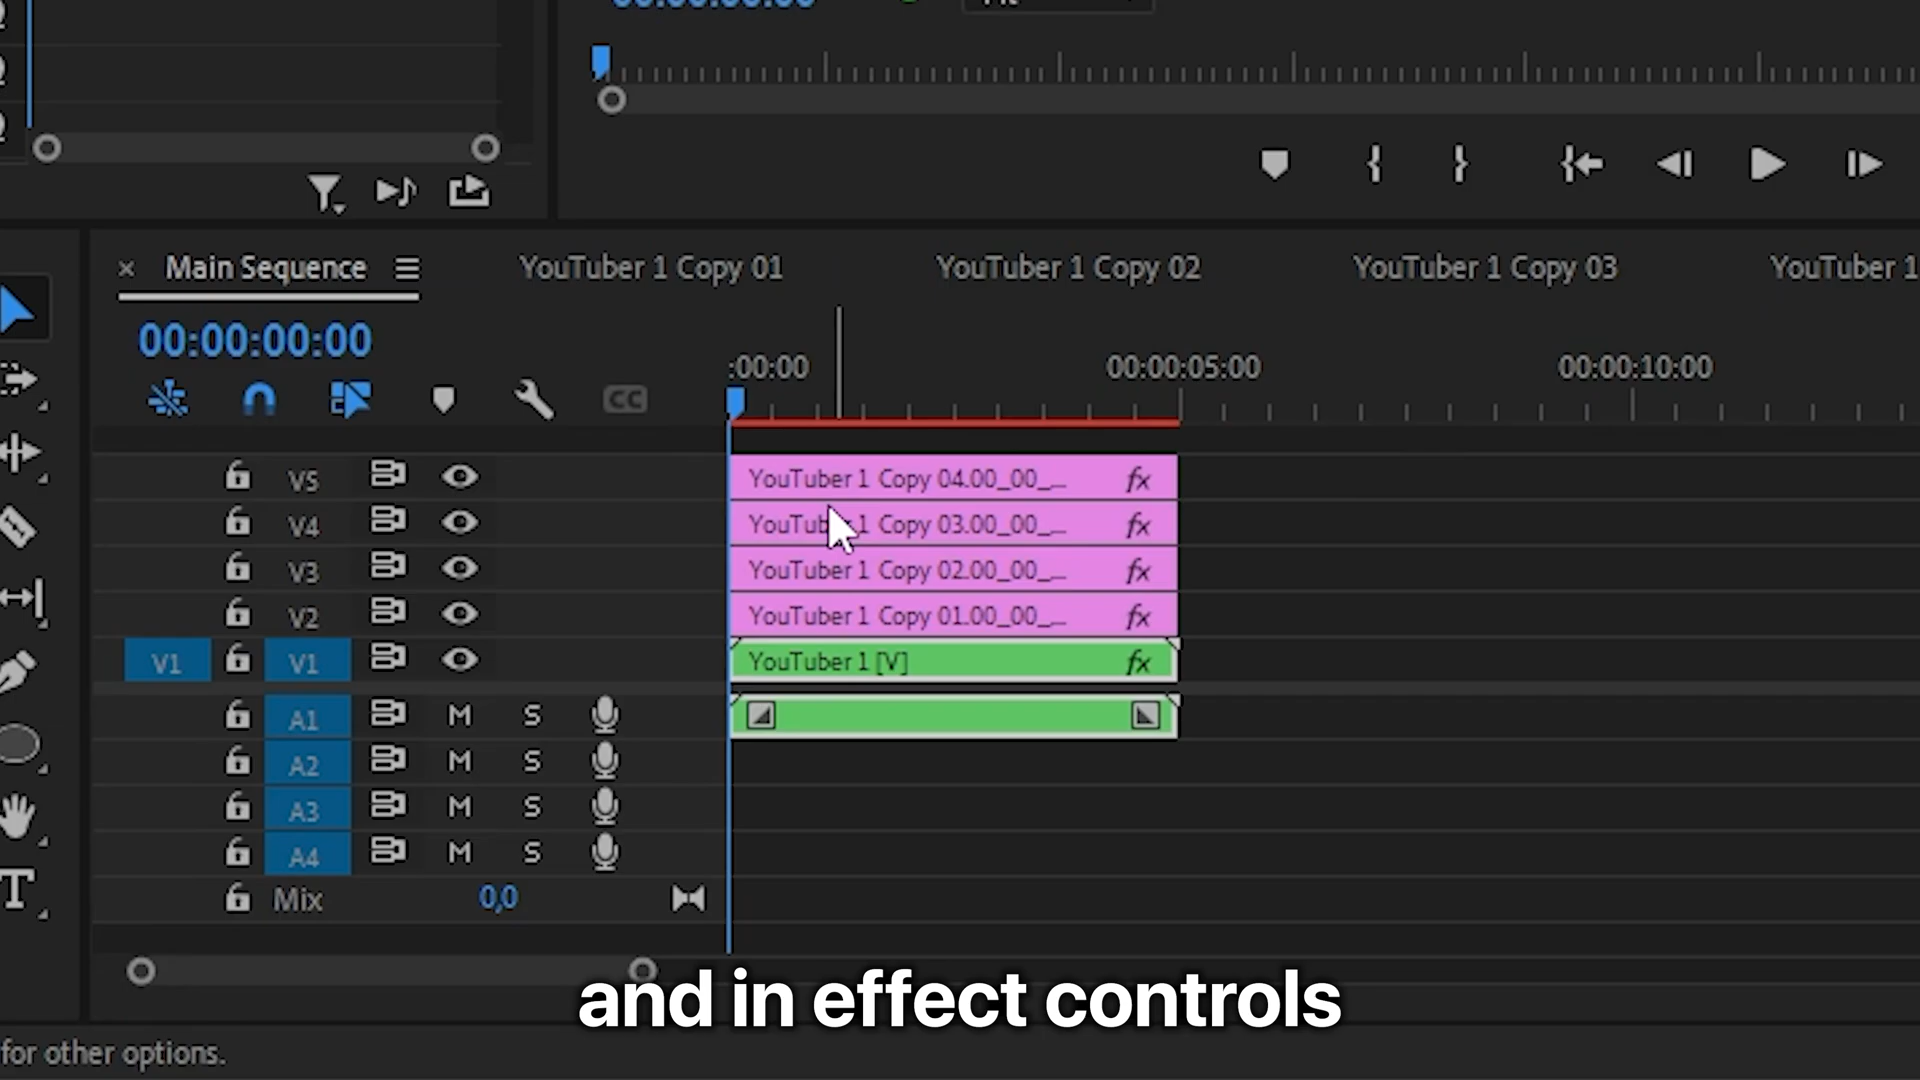 Main Sequence YouTuber 1 Copy 01 YouTuber 1 Copy 02 YouTuber 1 Copy 03 YouTuber 1
00:00:00:00
:00:00 00:00:05:00 00:00:10:00
CC
V5 YouTuber 1 Copy 04.00_00_...
fx
V4 YouTuber 1 Copy 03.00_00_...
fx
V3 YouTuber 1 Copy 02.00_00_...
fx
V2 YouTuber 1 Copy 01.00_00_...
fx
V1 V1 YouTuber 1 [V]
fx
A1 M S
A2 M S
A3 M S
A4 M S
Mix 0,0
and in effect controls
for other options.